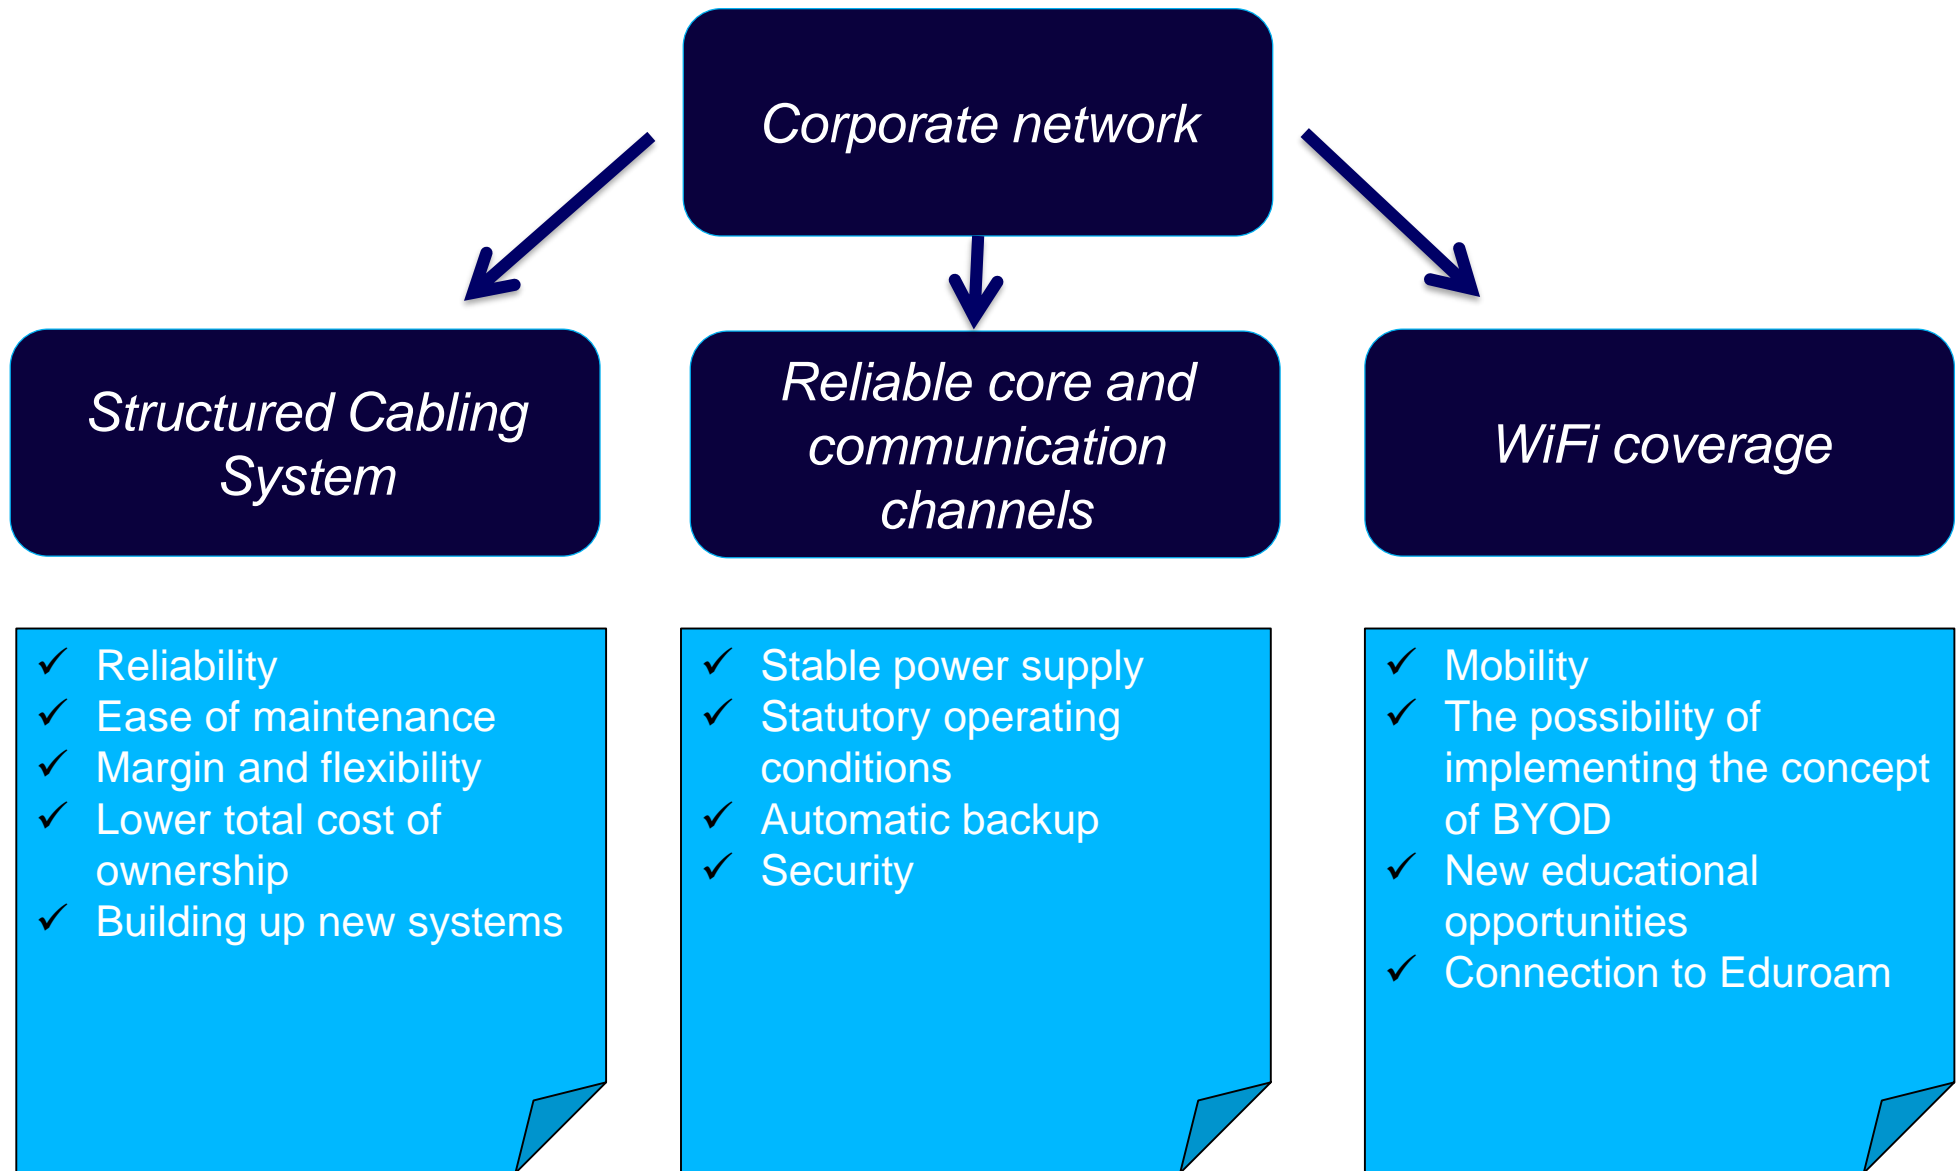 Corporate network
Structured Cabling
System
Reliable core and
communication
channels
WiFi coverage
Reliability
Ease of maintenance
Margin and flexibility
Lower total cost of
ownership
Building up new systems
Stable power supply
Statutory operating
conditions
Automatic backup
Security
Mobility
The possibility of
implementing the concept
of BYOD
New educational
opportunities
Connection to Eduroam